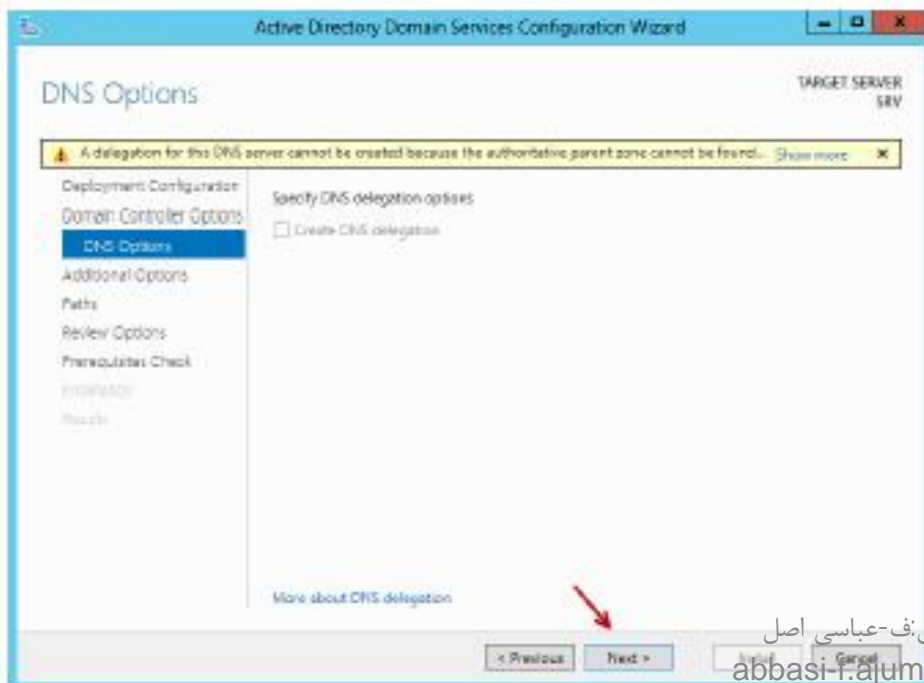 Active Directory Domain Services Configuration Wizard
DNS Options
TARGET SERVER
SRV
A delegation for this DNS server cannot be created because the authoritative parent zone cannot be found... Show more
Deployment Configuration
Domain Controller Options
DNS Options
Additional Options
Paths
Review Options
Prerequisites Check
Installation
Results
Specify DNS delegation options
Create DNS delegation
More about DNS delegation
< Previous
Next >
Install
Cancel
ف-عباسی اصل
abbasi-f.ajum